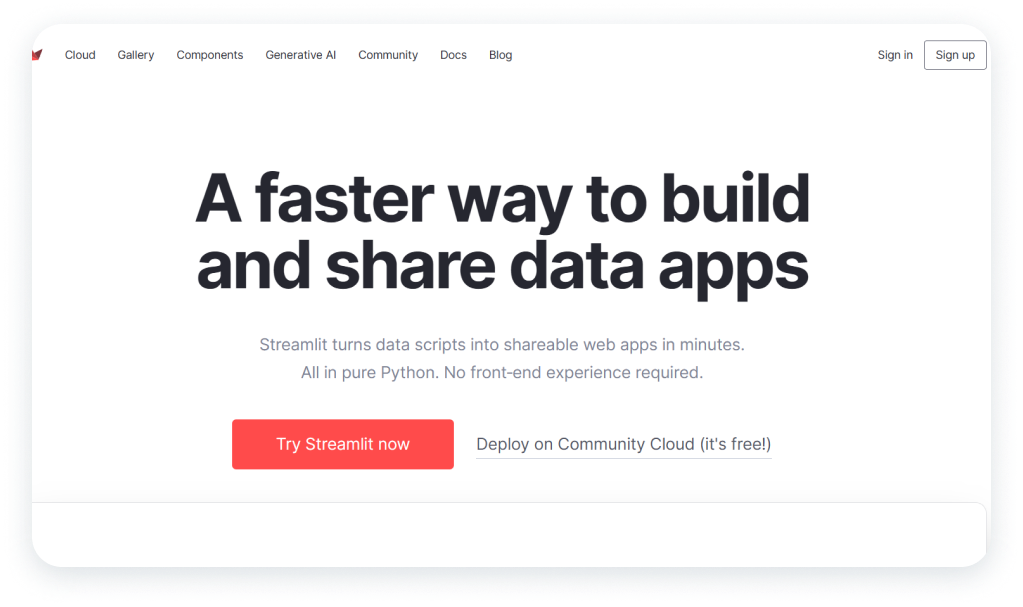 Cloud Gallery Components Generative AI Community Docs Blog Sign in Sign up
A faster way to build
and share data apps
Streamlit turns data scripts into shareable web apps in minutes.
All in pure Python. No front-end experience required.
Try Streamlit now Deploy on Community Cloud (it's free!)